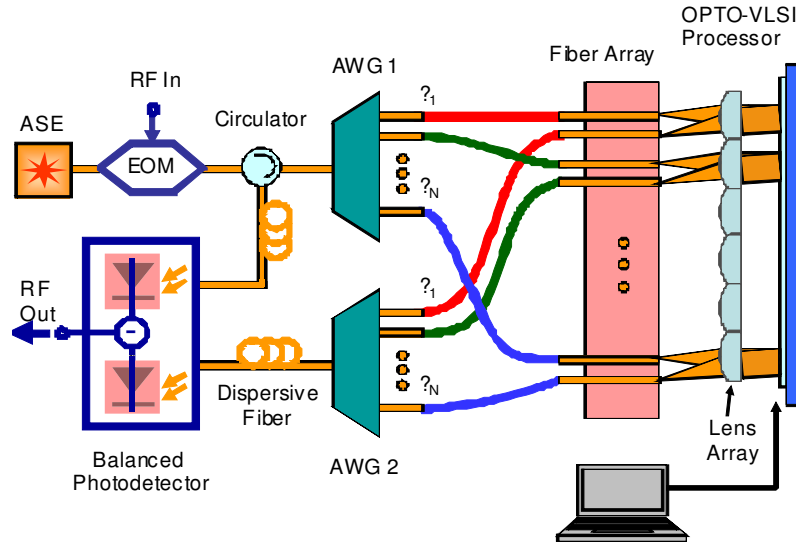 OPTO-VLSI
Processor
Fiber Array
AWG 1
RF In
Circulator
ASE
EOM
?1
?N
RF
Out
-
?1
?N
Dispersive
Fiber
Balanced
Photodetector
AWG 2
Lens
Array